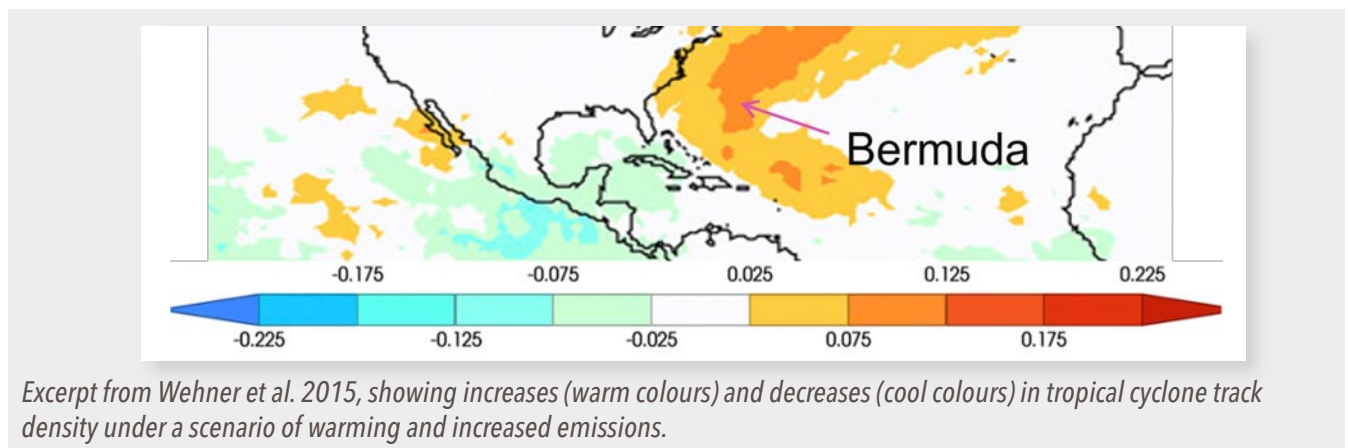 Bermuda
-0.175 -0.075 0.025 0.125 0.225
-0.225 -0.125 -0.025 0.075 0.175
Excerpt from Wehner et al. 2015, showing increases (warm colours) and decreases (cool colours) in tropical cyclone track
density under a scenario of warming and increased emissions.